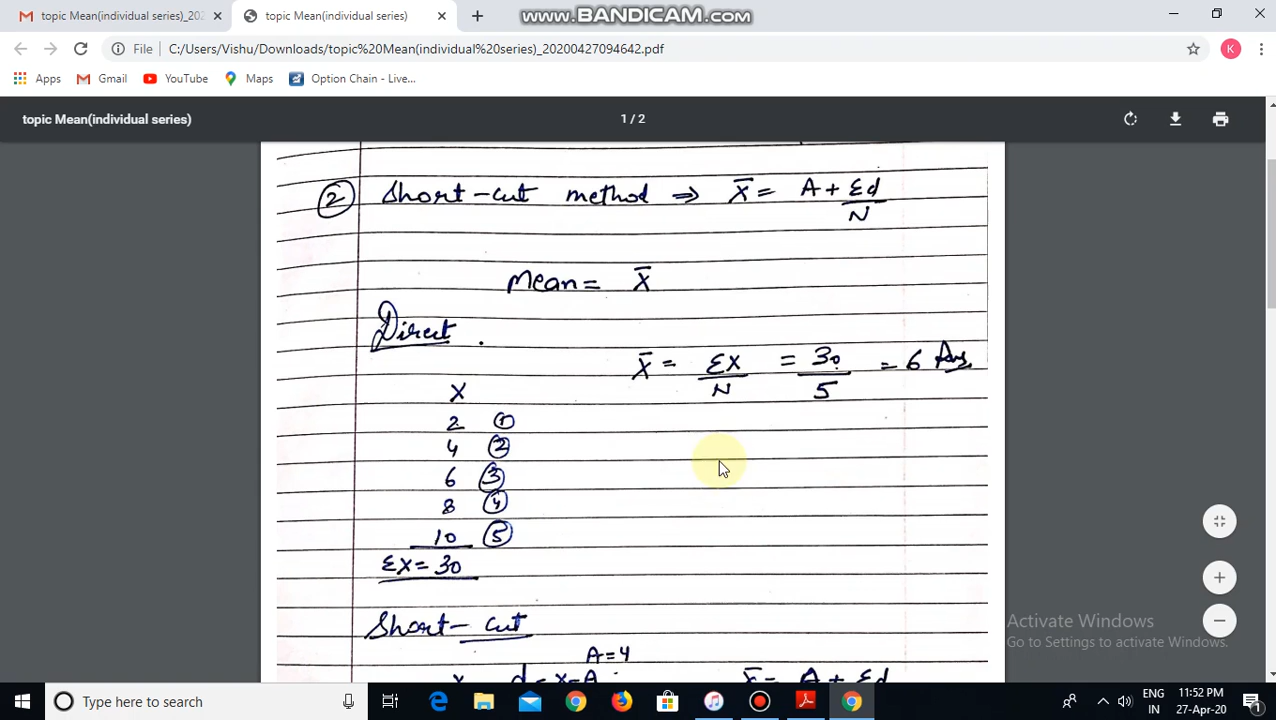 topic Mean(individual series)_202
topic Mean(individual series)
www.BANDICAM.com
File C:/Users/Vishu/Downloads/topic%20Mean(individual%20series)_20200427094642.pdf
K
Apps Gmail YouTube Maps Option Chain - Live...
topic Mean(individual series)
1 / 2
② Short-cut method ⇒ X̄ = A + Σd/N
Mean = X̄
Direct.
X̄ = ΣX/N = 30/5 = 6 Ans
X
2 ①
4 ②
6 ③
8 ④
10 ⑤
ΣX = 30
Short-cut
A = 4
x d = x-A
X̄ = A + Σd
Activate Windows
Go to Settings to activate Windows.
Type here to search
ENG
IN
11:52 PM
27-Apr-20
1